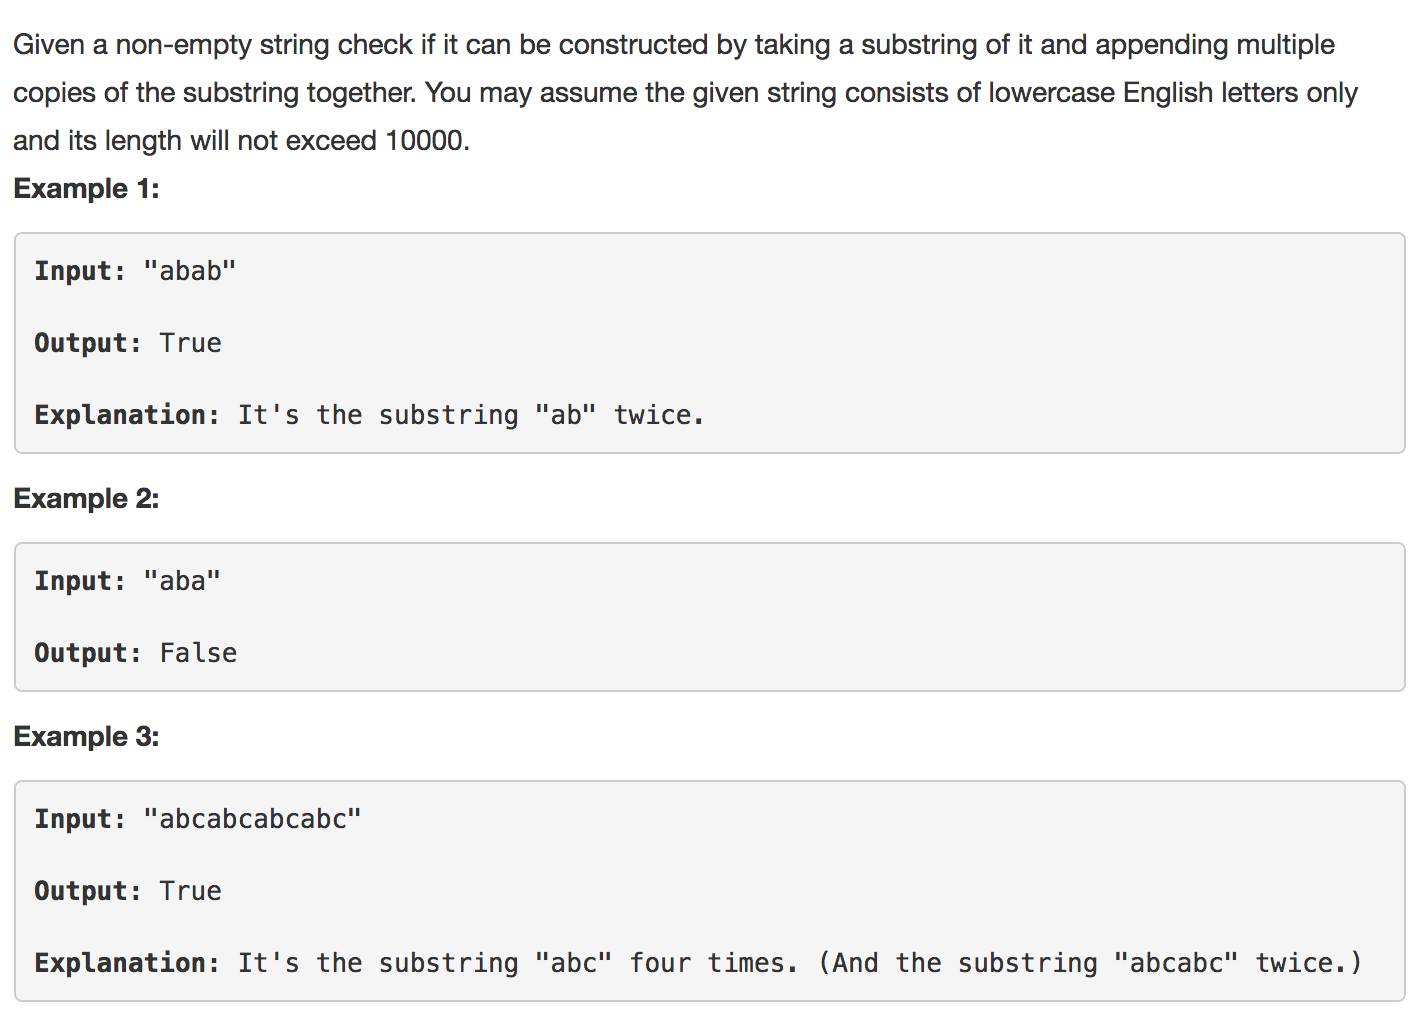 Given a non-empty string check if it can be constructed by taking a substring of it and appending multiple
copies of the substring together. You may assume the given string consists of lowercase English letters only
and its length will not exceed 10000.
Example 1:
Input: "abab"
Output: True
Explanation: It's the substring "ab" twice.
Example 2:
Input: "aba"
Output: False
Example 3:
Input: "abcabcabcabc"
Output: True
Explanation: It's the substring "abc" four times. (And the substring "abcabc" twice.)